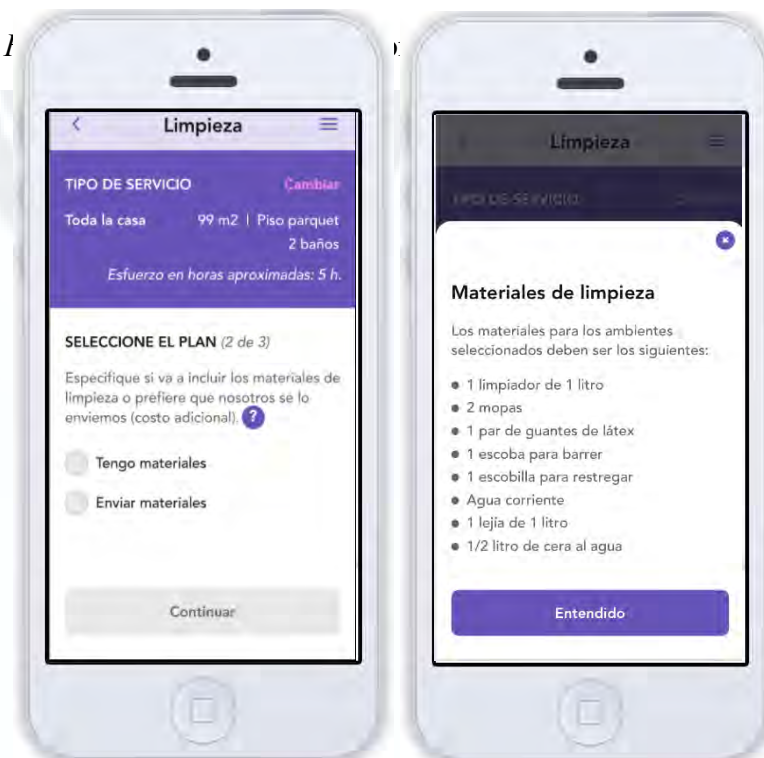 Limpieza
TIPO DE SERVICIO Cambiar
Toda la casa 99 m2 | Piso parquet
2 baños
Esfuerzo en horas aproximadas: 5 h.
SELECCIONE EL PLAN (2 de 3)
Especifique si va a incluir los materiales de
limpieza o prefiere que nosotros se lo
enviemos (costo adicional). ?
Tengo materiales
Enviar materiales
Continuar
Limpieza
TIPO DE SERVICIO
Materiales de limpieza
Los materiales para los ambientes
seleccionados deben ser los siguientes:
• 1 limpiador de 1 litro
• 2 mopas
• 1 par de guantes de látex
• 1 escoba para barrer
• 1 escobilla para restregar
• Agua corriente
• 1 lejía de 1 litro
• 1/2 litro de cera al agua
Entendido